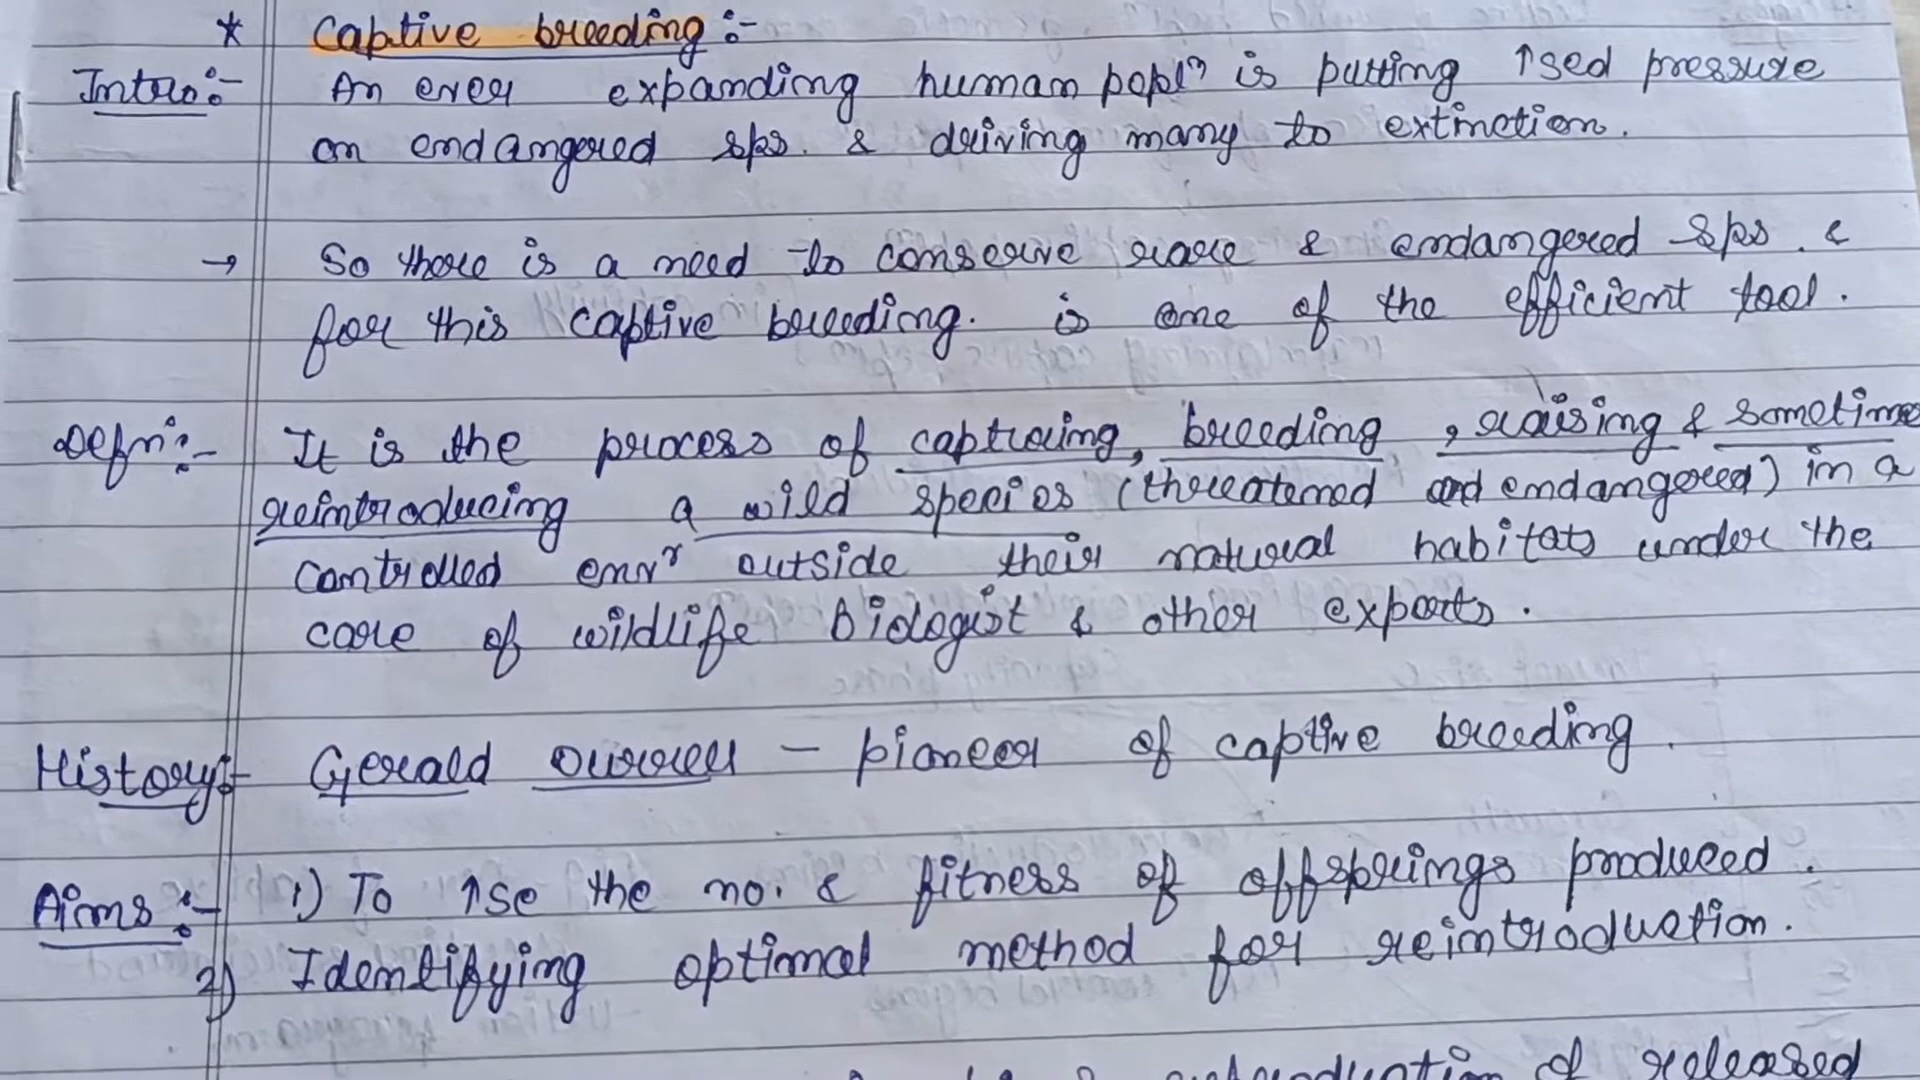 * Captive breeding :-
Intro:- An ever expanding human popln is putting ↑sed pressure
on endangered sps. & driving many to extinction.
→ So there is a need to conserve rare & endangered sps. &
for this captive breeding. is one of the efficient tool.
Defn:- It is the process of captruing, breeding, raising & sometime
reintroducing a wild species (threatened and endangered) in a
controlled envr outside their natural habitats under the
care of wildlife biologist & other experts.
History:- Gerald Durrell - pioneer of captive breeding.
Aims:- 1) To ↑se the no. & fitness of offsprings produced.
2) Identifying optimal method for reintroduction.
of released